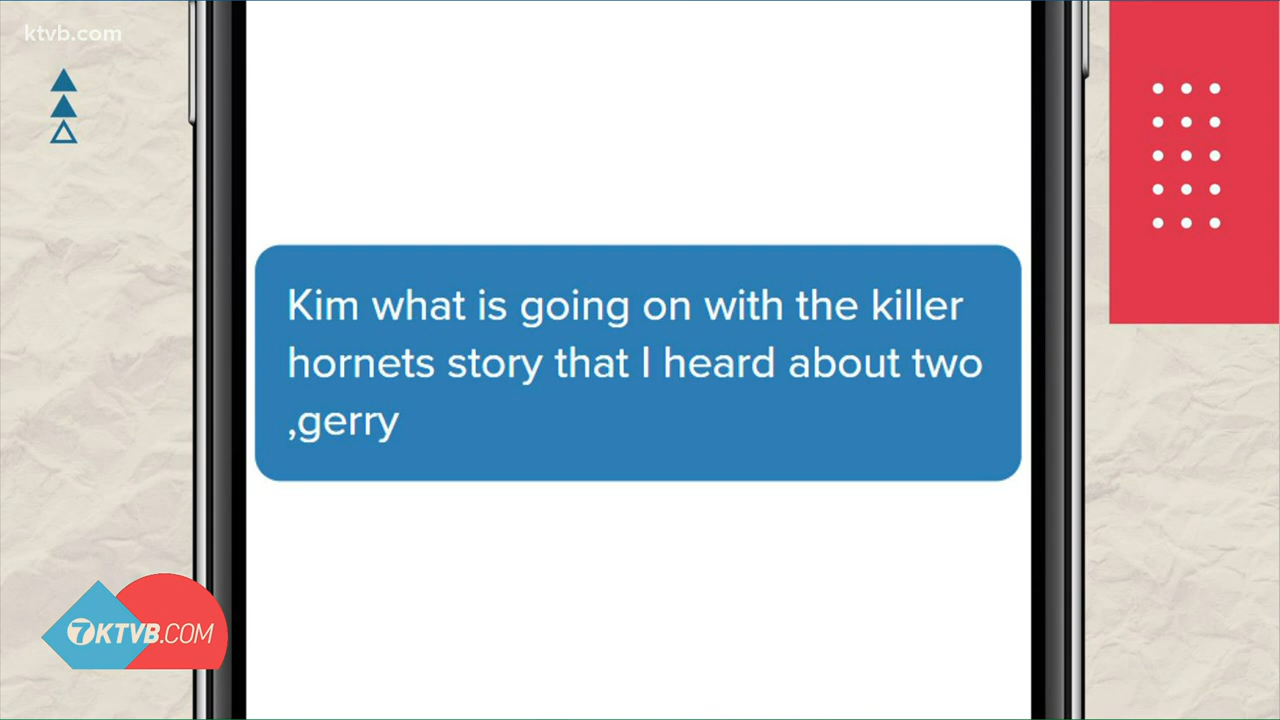 ktvb.com
Kim what is going on with the killer
hornets story that I heard about two
,gerry
7KTVB.COM